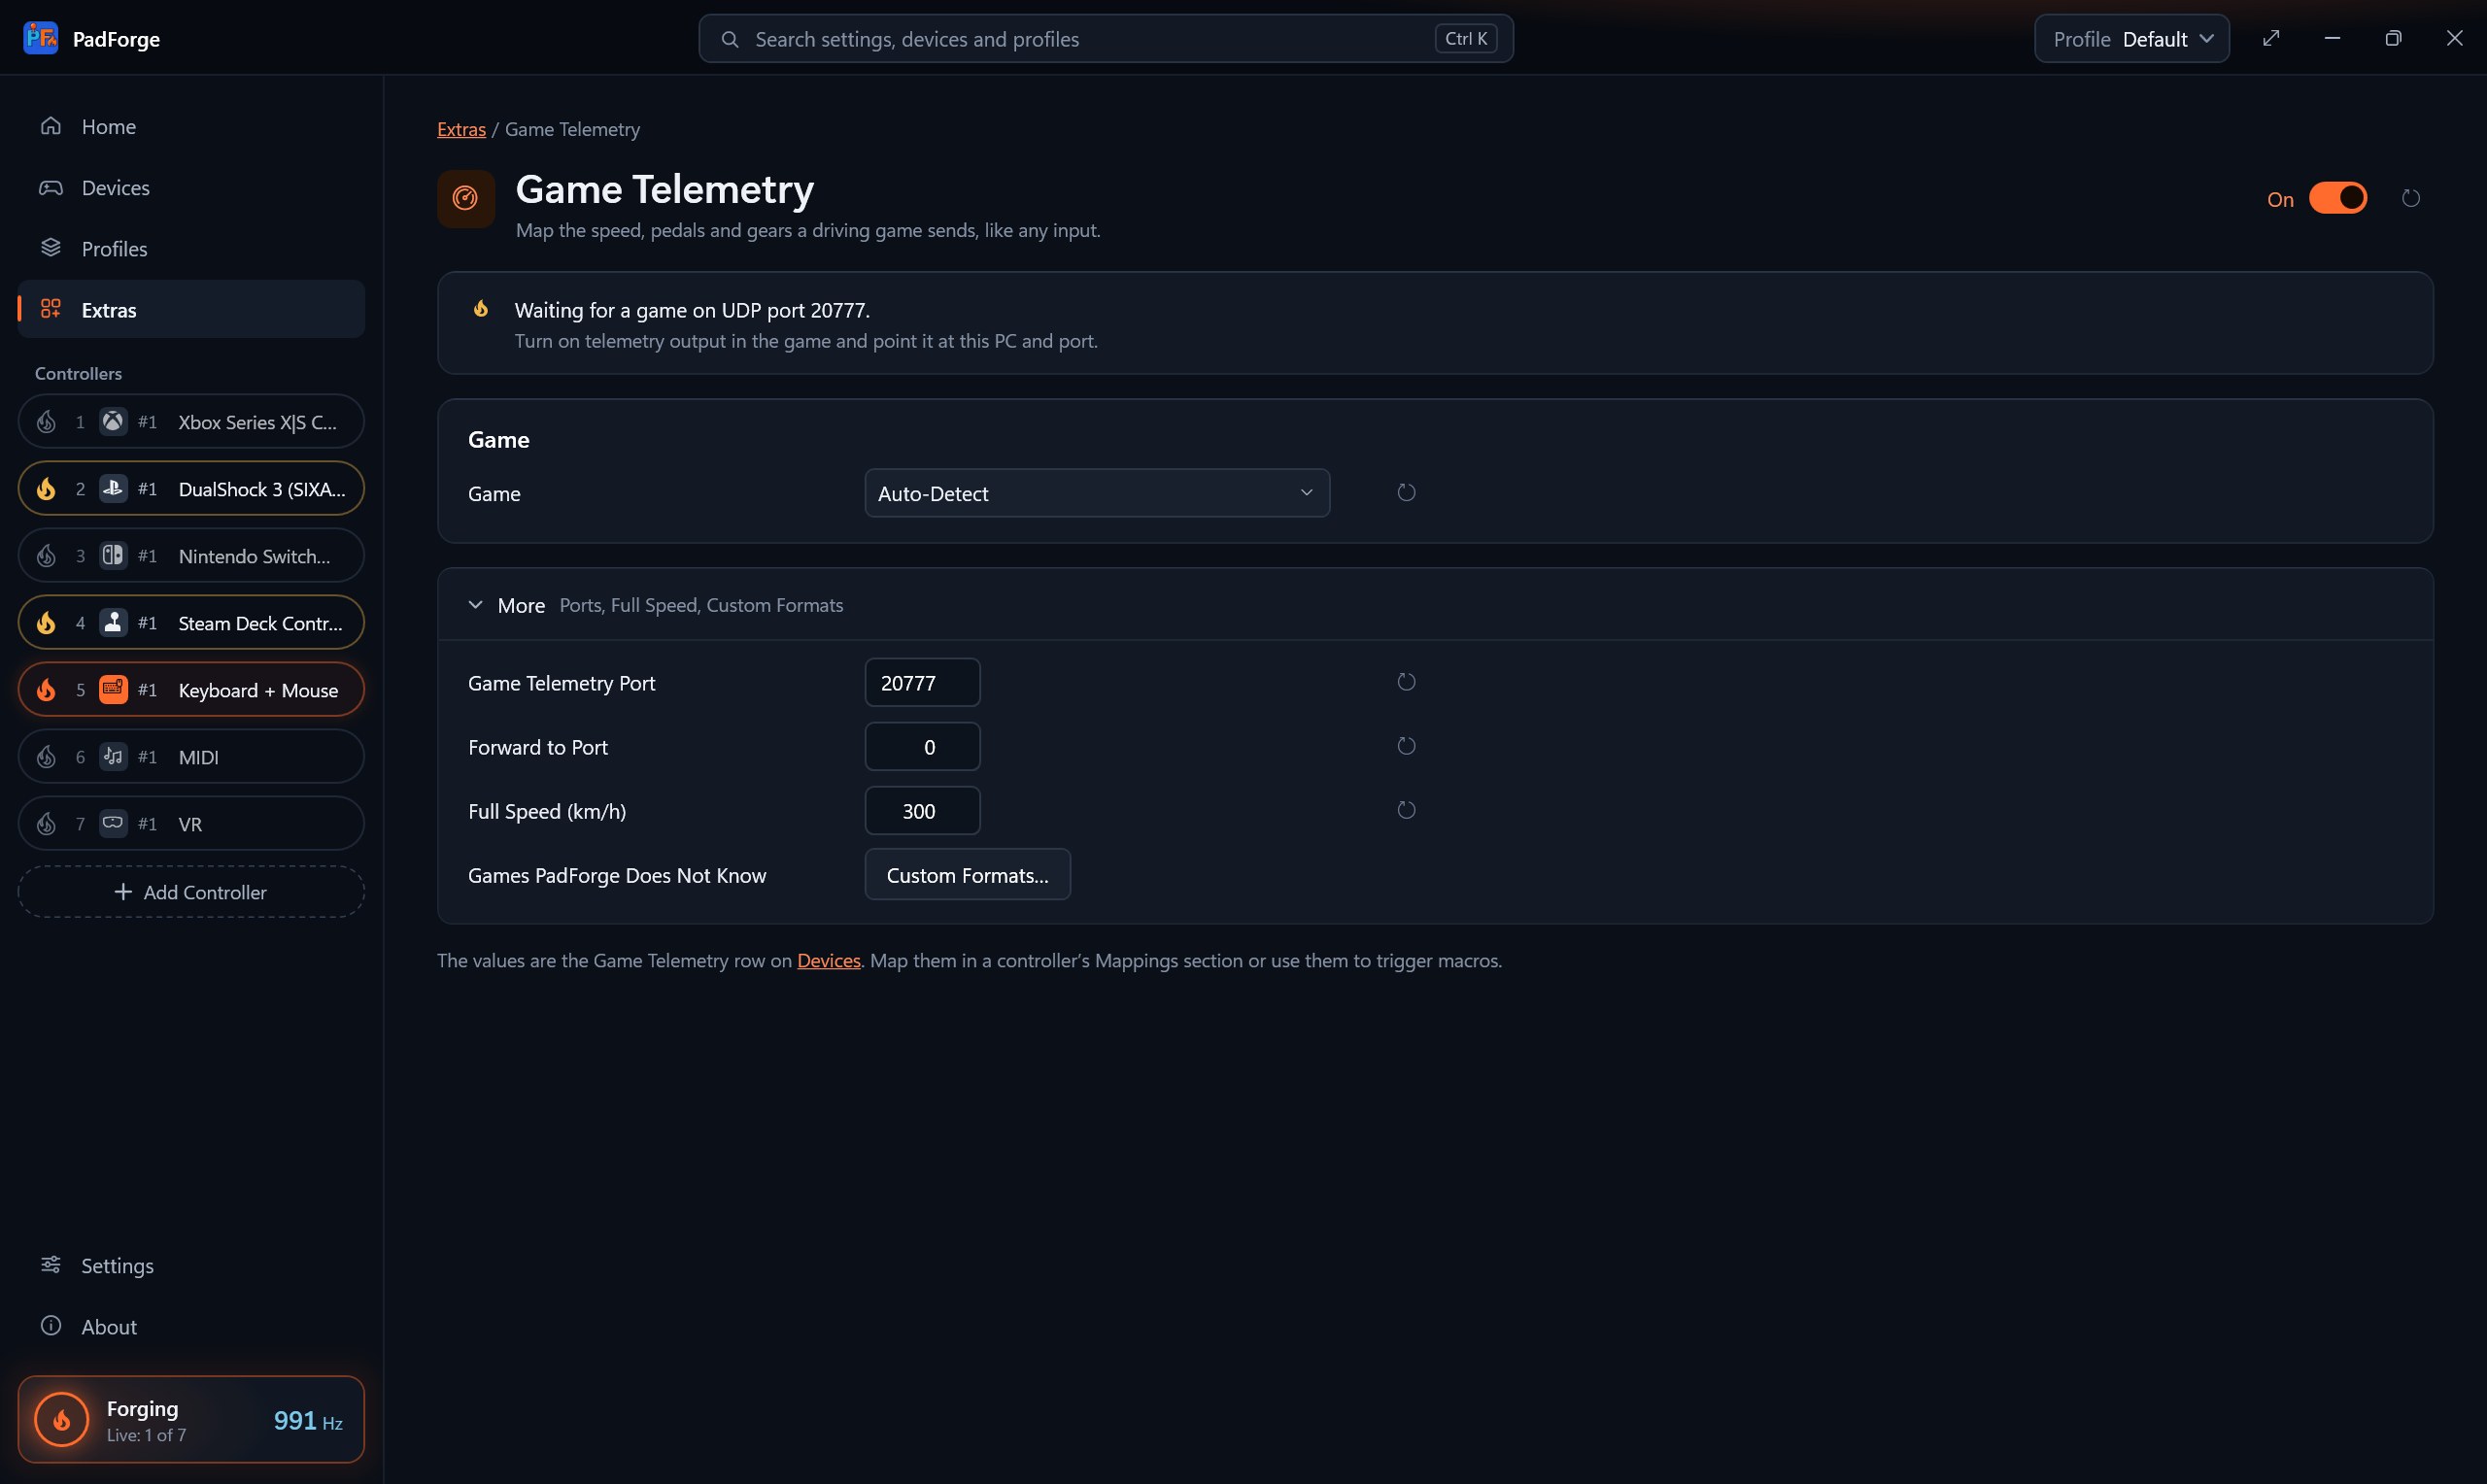 PadForge
Search settings, devices and profiles
Ctrl K
Profile Default
Home
Devices
Profiles
Extras
Controllers
1 #1 Xbox Series X|S C...
2 #1 DualShock 3 (SIXA...
3 #1 Nintendo Switch...
4 #1 Steam Deck Contr...
5 #1 Keyboard + Mouse
6 #1 MIDI
7 #1 VR
+ Add Controller
Settings
About
Forging
Live: 1 of 7
991 Hz
Extras / Game Telemetry
Game Telemetry
Map the speed, pedals and gears a driving game sends, like any input.
On
Waiting for a game on UDP port 20777.
Turn on telemetry output in the game and point it at this PC and port.
Game
Game Auto-Detect
More Ports, Full Speed, Custom Formats
Game Telemetry Port 20777
Forward to Port 0
Full Speed (km/h) 300
Games PadForge Does Not Know Custom Formats...
The values are the Game Telemetry row on Devices. Map them in a controller’s Mappings section or use them to trigger macros.